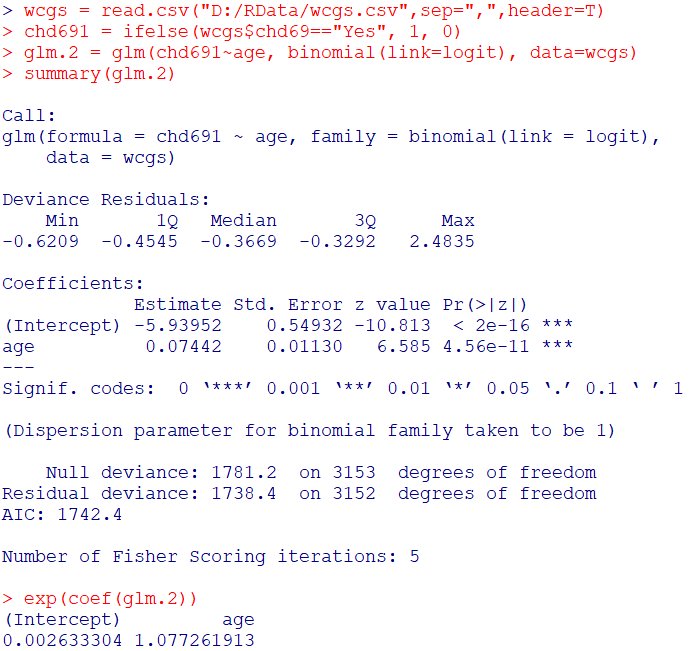 > wcgs = read.csv("D:/RData/wcgs.csv",sep=",",header=T)
> chd691 = ifelse(wcgs$chd69=="Yes", 1, 0)
> glm.2 = glm(chd691~age, binomial(link=logit), data=wcgs)
> summary(glm.2)

Call:
glm(formula = chd691 ~ age, family = binomial(link = logit),
    data = wcgs)

Deviance Residuals:
    Min       1Q   Median       3Q      Max
-0.6209  -0.4545  -0.3669  -0.3292   2.4835

Coefficients:
            Estimate Std. Error z value Pr(>|z|)
(Intercept) -5.93952    0.54932 -10.813  < 2e-16 ***
age          0.07442    0.01130   6.585 4.56e-11 ***
---
Signif. codes:  0 ‘***’ 0.001 ‘**’ 0.01 ‘*’ 0.05 ‘.’ 0.1 ‘ ’ 1

(Dispersion parameter for binomial family taken to be 1)

    Null deviance: 1781.2  on 3153  degrees of freedom
Residual deviance: 1738.4  on 3152  degrees of freedom
AIC: 1742.4

Number of Fisher Scoring iterations: 5

> exp(coef(glm.2))
(Intercept)         age
0.002633304 1.077261913